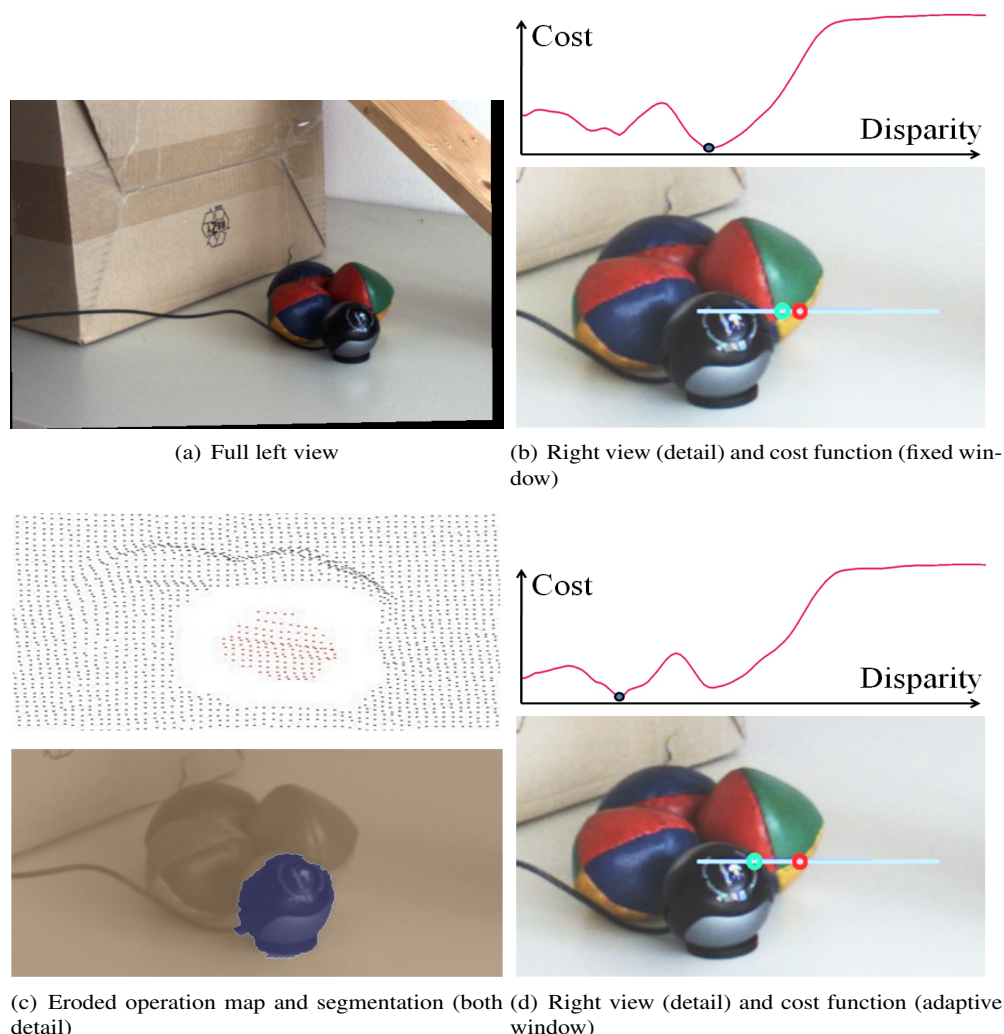 Cost
Disparity
(a) Full left view
(b) Right view (detail) and cost function (fixed win-
dow)
Cost
Disparity
(c) Eroded operation map and segmentation (both
detail)
(d) Right view (detail) and cost function (adaptive
window)